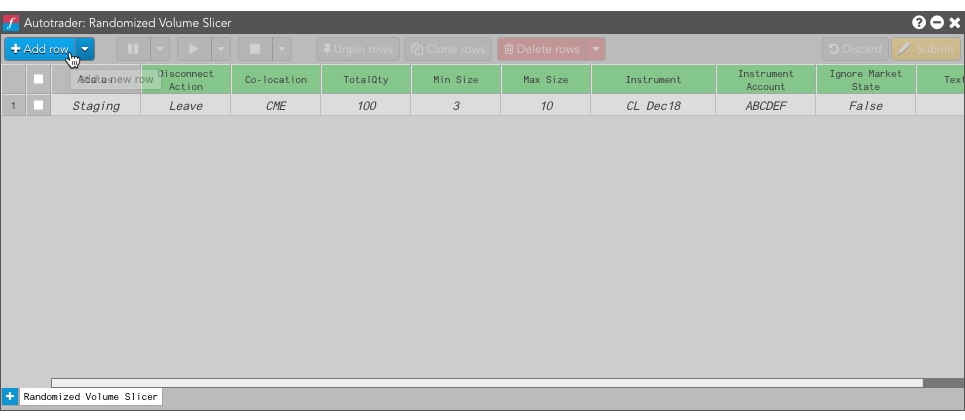 Autotrader: Randomized Volume Slicer
Add row
Unpin rows
Clone rows
Delete rows
Discard
Submit
Add a new row
Disconnect Action
Co-location
TotalQty
Min Size
Max Size
Instrument
Instrument Account
Ignore Market State
Text
1
Staging
Leave
CME
100
3
10
CL Dec18
ABCDEF
False
Randomized Volume Slicer